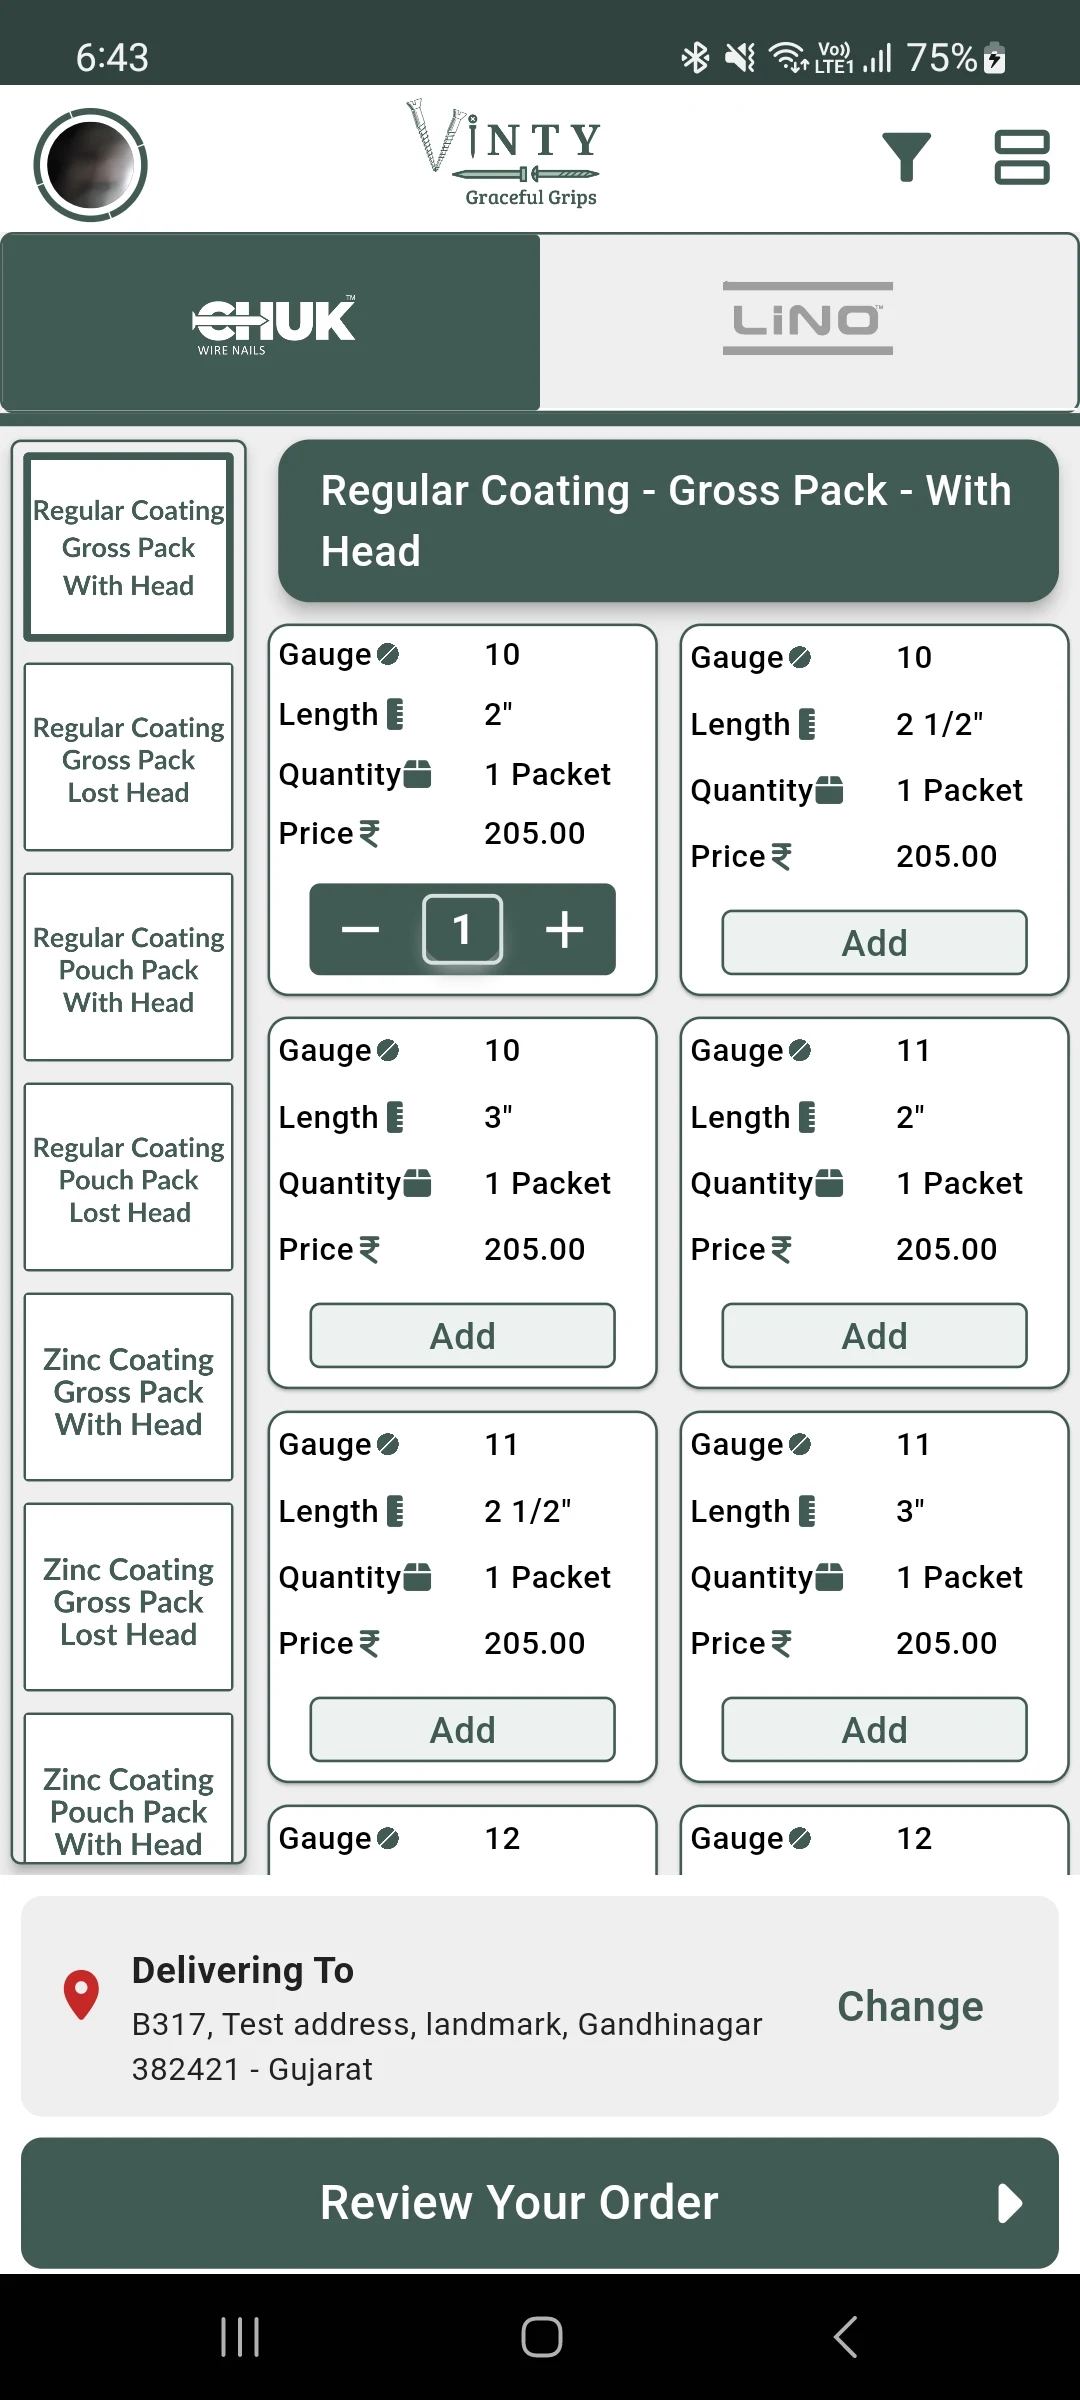 6:43
Vo))
LTE1
75%
ViNTY
Graceful Grips
CHUK™
WIRE NAILS
LiNO™
Regular Coating
Gross Pack
With Head
Regular Coating
Gross Pack
Lost Head
Regular Coating
Pouch Pack
With Head
Regular Coating
Pouch Pack
Lost Head
Zinc Coating
Gross Pack
With Head
Zinc Coating
Gross Pack
Lost Head
Zinc Coating
Pouch Pack
With Head
Regular Coating - Gross Pack - With
Head
Gauge 10
Length 2"
Quantity 1 Packet
Price ₹ 205.00
1
Gauge 10
Length 2 1/2"
Quantity 1 Packet
Price ₹ 205.00
Add
Gauge 10
Length 3"
Quantity 1 Packet
Price ₹ 205.00
Add
Gauge 11
Length 2"
Quantity 1 Packet
Price ₹ 205.00
Add
Gauge 11
Length 2 1/2"
Quantity 1 Packet
Price ₹ 205.00
Add
Gauge 11
Length 3"
Quantity 1 Packet
Price ₹ 205.00
Add
Gauge 12
Gauge 12
Delivering To
B317, Test address, landmark, Gandhinagar
382421 - Gujarat
Change
Review Your Order